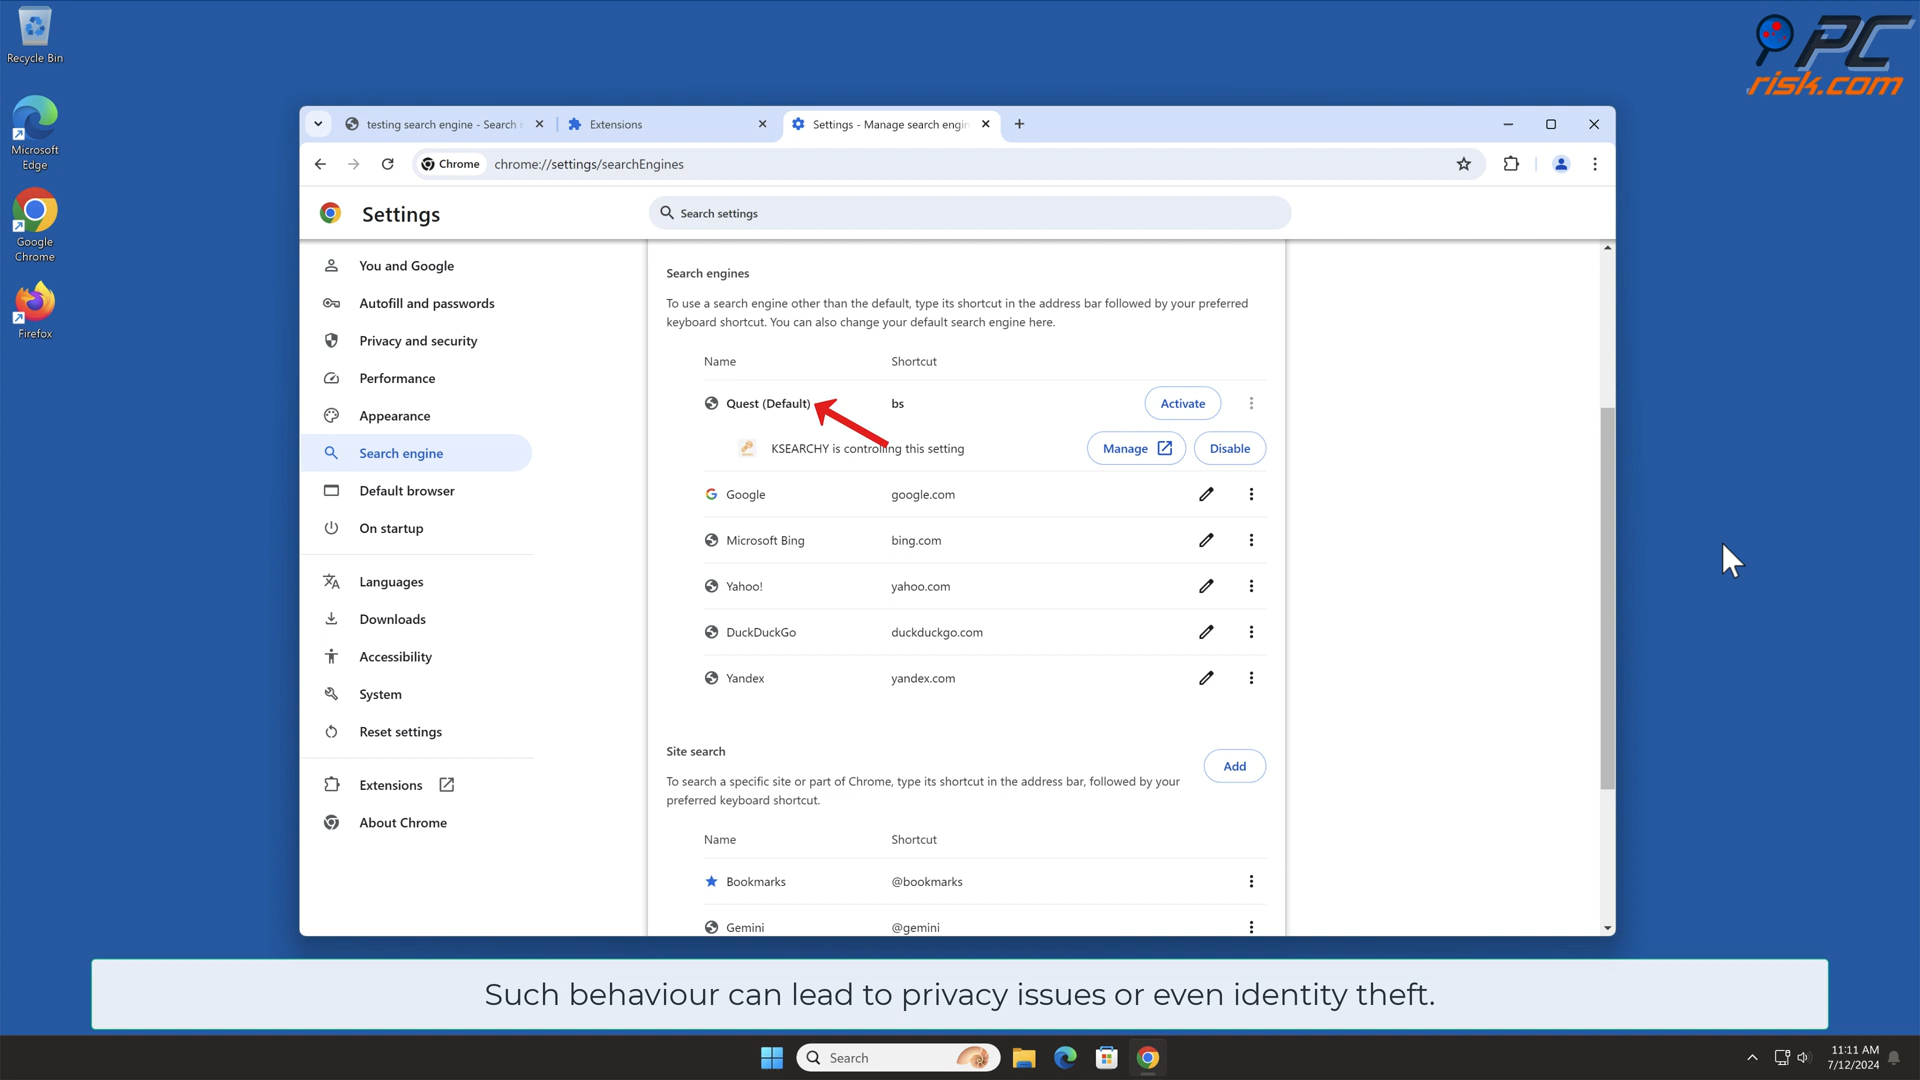 Recycle Bin
Microsoft
Edge
Google
Chrome
Firefox
PC
risk.com
testing search engine - Search r
Extensions
Settings - Manage search engin
Chrome
chrome://settings/searchEngines
Settings
Search settings
You and Google
Autofill and passwords
Privacy and security
Performance
Appearance
Search engine
Default browser
On startup
Languages
Downloads
Accessibility
System
Reset settings
Extensions
About Chrome
Search engines
To use a search engine other than the default, type its shortcut in the address bar followed by your preferred
keyboard shortcut. You can also change your default search engine here.
Name Shortcut
Quest (Default) bs Activate
KSEARCHY is controlling this setting Manage Disable
Google google.com
Microsoft Bing bing.com
Yahoo! yahoo.com
DuckDuckGo duckduckgo.com
Yandex yandex.com
Site search
Add
To search a specific site or part of Chrome, type its shortcut in the address bar, followed by your
preferred keyboard shortcut.
Name Shortcut
Bookmarks @bookmarks
Gemini @gemini
Such behaviour can lead to privacy issues or even identity theft.
Search
11:11 AM
7/12/2024